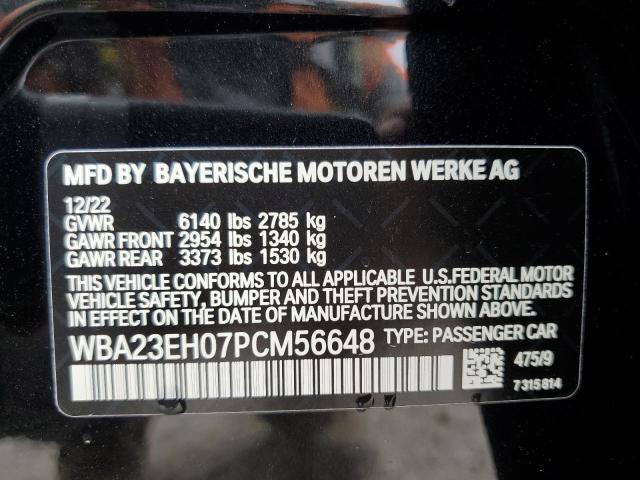 MFD BY BAYERISCHE MOTOREN WERKE AG
12/22
GVWR 6140 lbs 2785 kg
GAWR FRONT 2954 lbs 1340 kg
GAWR REAR 3373 lbs 1530 kg
THIS VEHICLE CONFORMS TO ALL APPLICABLE U.S.FEDERAL MOTOR
VEHICLE SAFETY, BUMPER AND THEFT PREVENTION STANDARDS
IN EFFECT ON THE DATE OF MANUFACTURE SHOWN ABOVE.
WBA23EH07PCM56648 TYPE: PASSENGER CAR
475/9
7315814